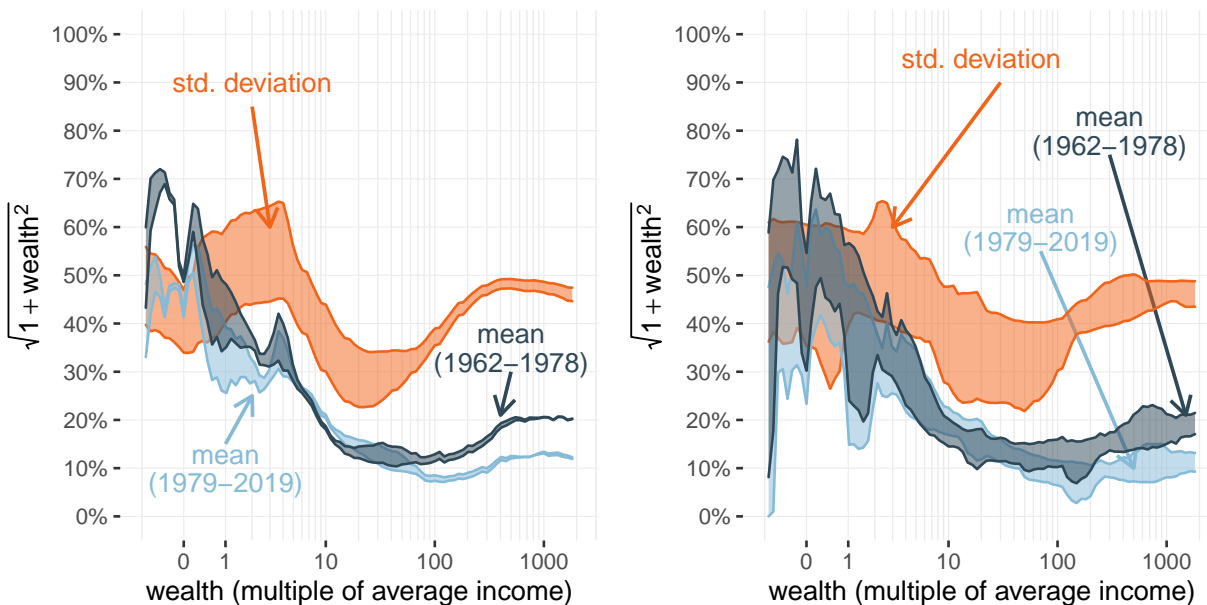 100%
90%
80%
70%
60%
50%
40%
30%
20%
10%
0%
√1 + wealth²
std. deviation
mean
(1962−1978)
mean
(1979−2019)
0 1 10 100 1000
wealth (multiple of average income)
100%
90%
80%
70%
60%
50%
40%
30%
20%
10%
0%
√1 + wealth²
std. deviation
mean
(1962−1978)
mean
(1979−2019)
0 1 10 100 1000
wealth (multiple of average income)